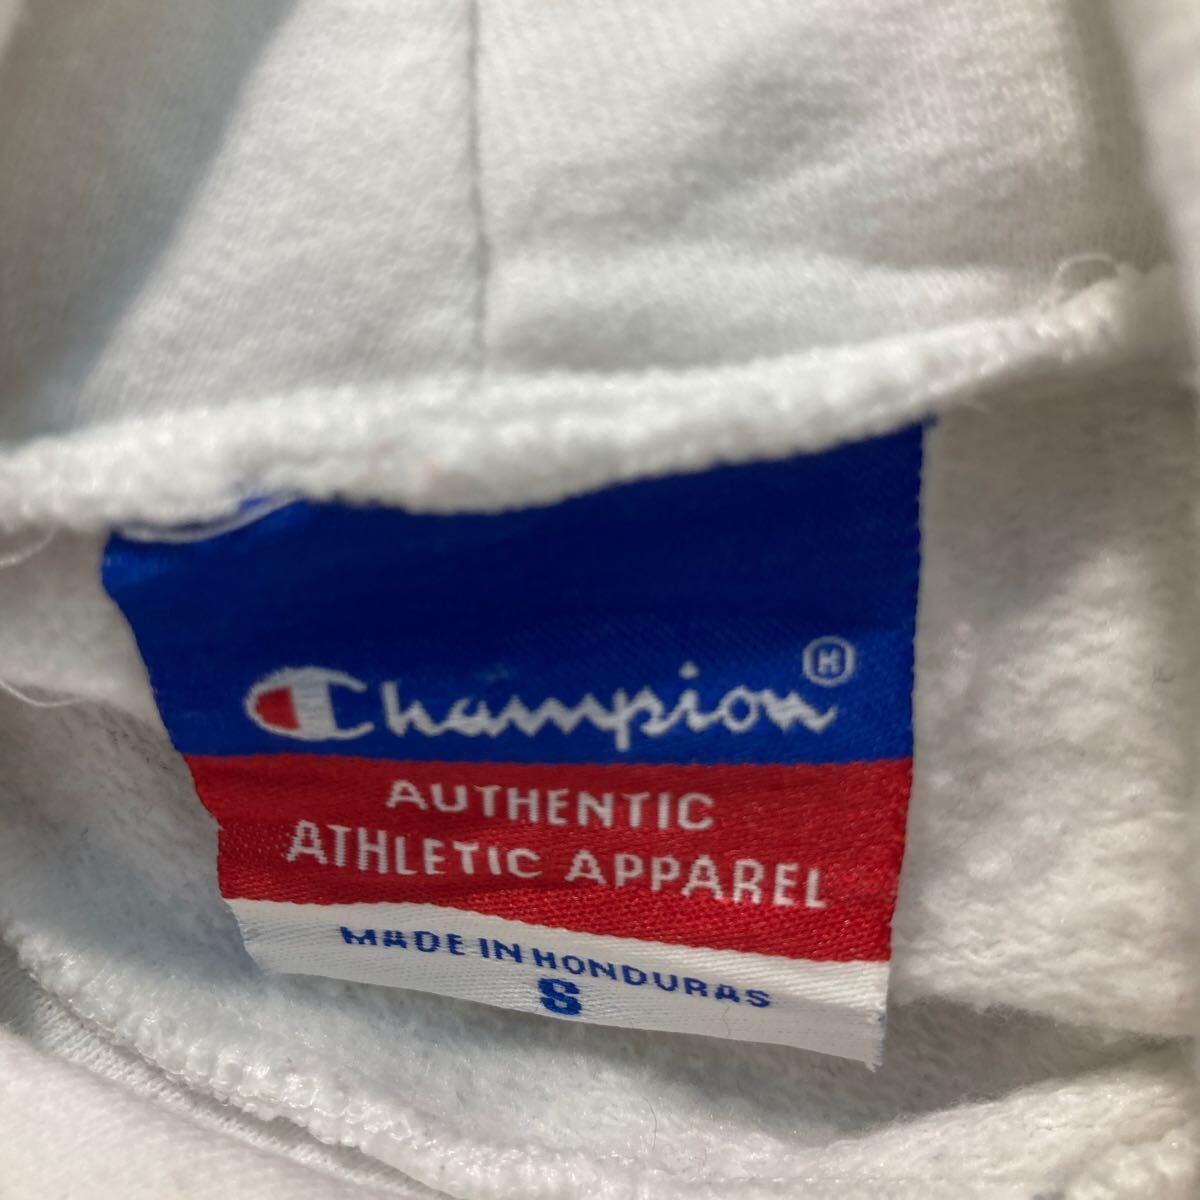 Champion®
AUTHENTIC
ATHLETIC APPAREL
MADE IN HONDURAS
S